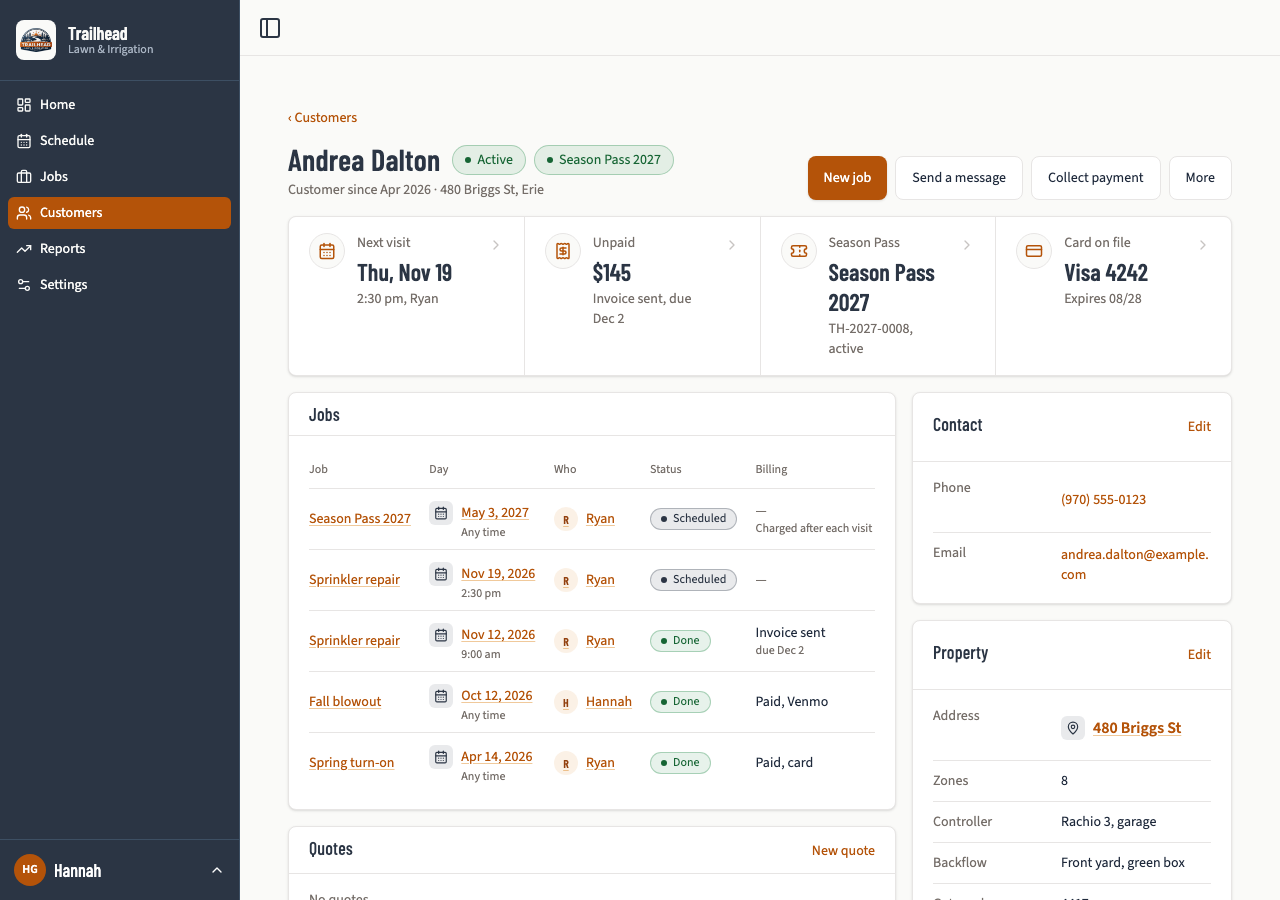 TRAILHEAD
Trailhead
Lawn & Irrigation
Home
Schedule
Jobs
Customers
Reports
Settings
HG
Hannah
‹ Customers
Andrea Dalton
Active
Season Pass 2027
Customer since Apr 2026 · 480 Briggs St, Erie
New job
Send a message
Collect payment
More
Next visit
Thu, Nov 19
2:30 pm, Ryan
Unpaid
$145
Invoice sent, due
Dec 2
Season Pass
Season Pass
2027
TH-2027-0008,
active
Card on file
Visa 4242
Expires 08/28
Jobs
Job Day Who Status Billing
Season Pass 2027 May 3, 2027 R Ryan Scheduled —
Any time Charged after each visit
Sprinkler repair Nov 19, 2026 R Ryan Scheduled —
2:30 pm
Sprinkler repair Nov 12, 2026 R Ryan Done Invoice sent
9:00 am due Dec 2
Fall blowout Oct 12, 2026 H Hannah Done Paid, Venmo
Any time
Spring turn-on Apr 14, 2026 R Ryan Done Paid, card
Any time
Quotes
New quote
No quotes
Contact
Edit
Phone
(970) 555-0123
Email
andrea.dalton@example.
com
Property
Edit
Address
480 Briggs St
Zones
8
Controller
Rachio 3, garage
Backflow
Front yard, green box